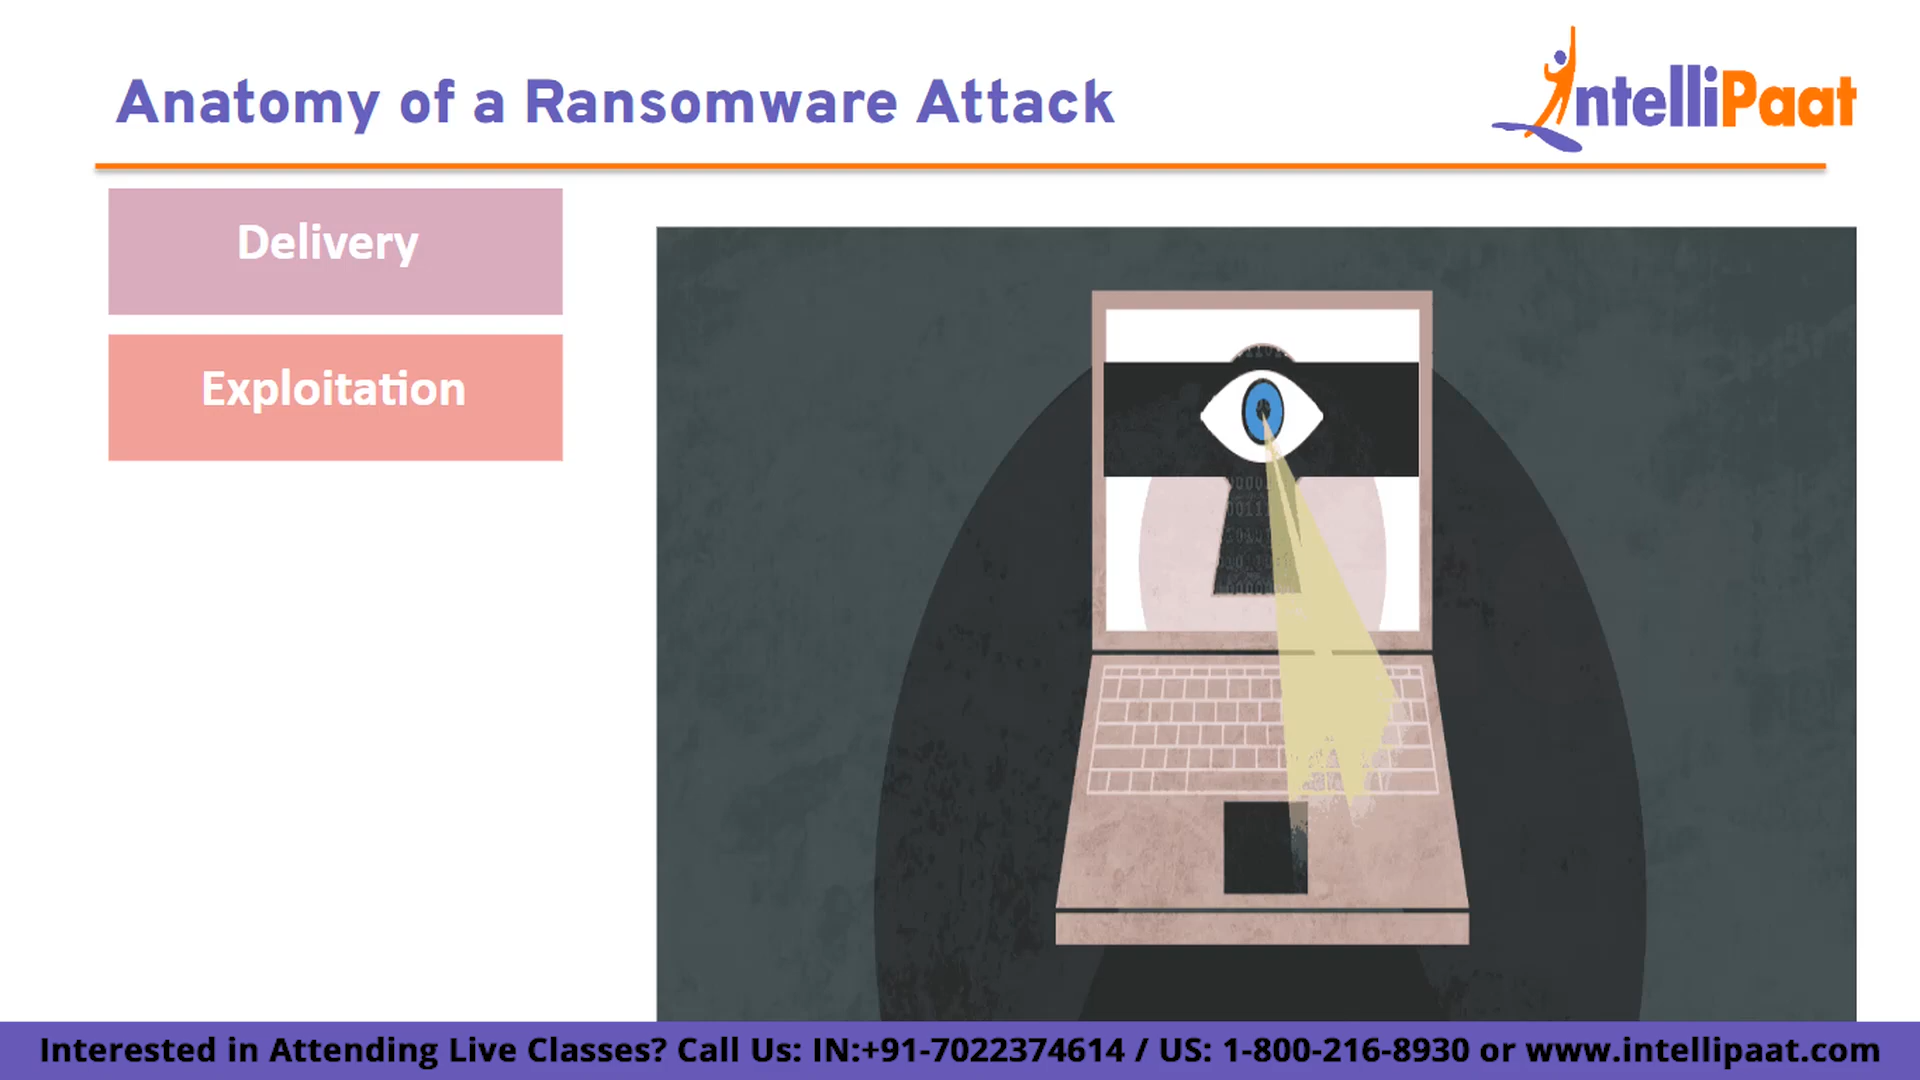 Anatomy of a Ransomware Attack
IntelliPaat
Delivery
Exploitation
Interested in Attending Live Classes? Call Us: IN:+91-7022374614 / US: 1-800-216-8930 or www.intellipaat.com